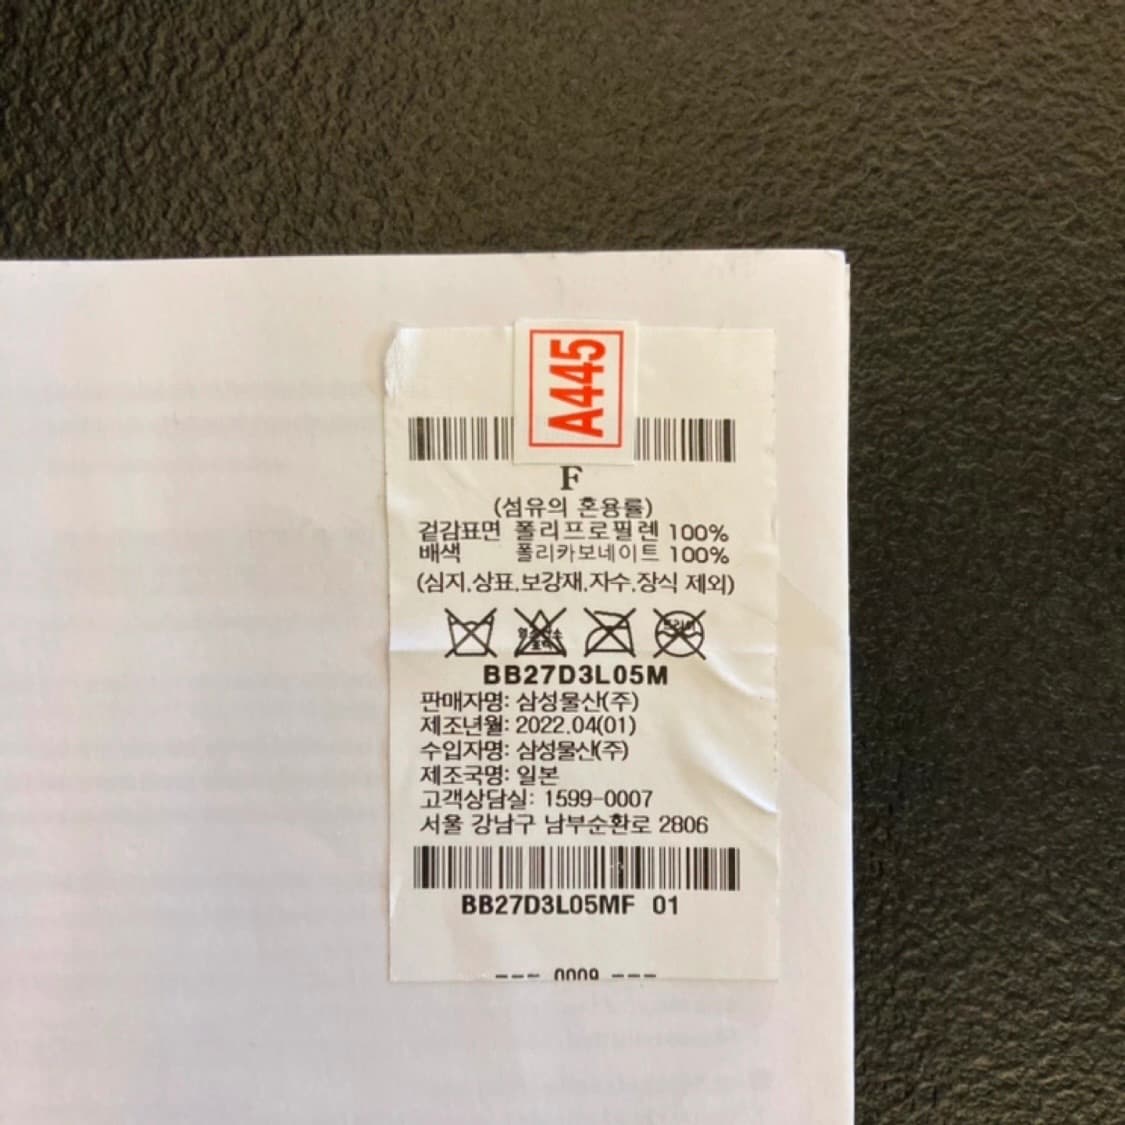 A445
F
(섬유의 혼용률)
겉감표면 폴리프로필렌 100%
배색 폴리카보네이트 100%
(심지,상표,보강재,자수,장식 제외)
드라이
BB27D3L05M
판매자명: 삼성물산(주)
제조년월: 2022.04(01)
수입자명: 삼성물산(주)
제조국명: 일본
고객상담실: 1599-0007
서울 강남구 남부순환로 2806
BB27D3L05MF 01
--- 0009 ---